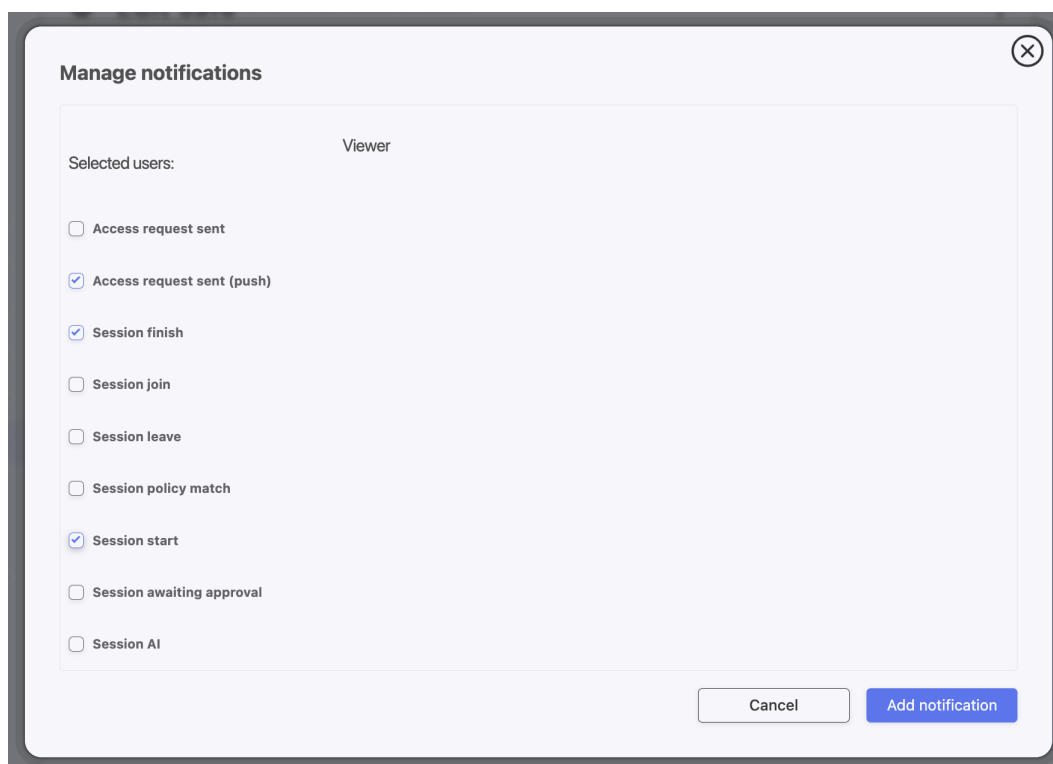 Manage notifications
Viewer
Selected users:
Access request sent
Access request sent (push)
Session finish
Session join
Session leave
Session policy match
Session start
Session awaiting approval
Session AI
Cancel
Add notification